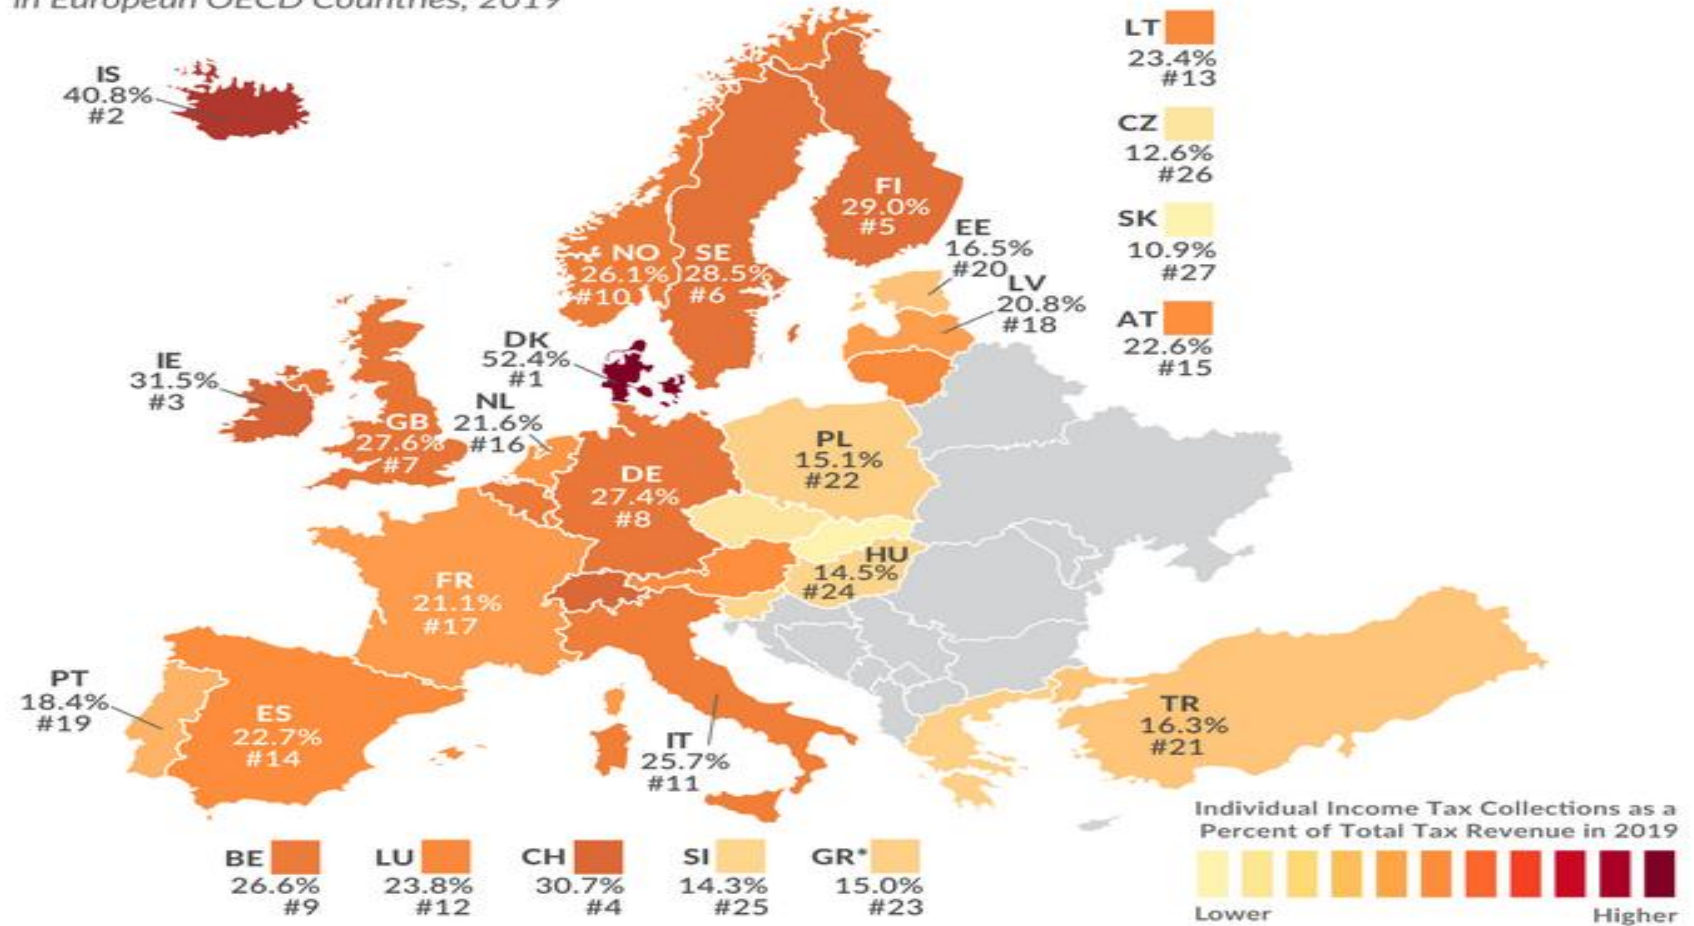 in European OECD Countries, 2019
IS
40.8%
#2
LT
23.4%
#13
CZ
12.6%
#26
SK
10.9%
#27
AT
22.6%
#15
FI
29.0%
#5
EE
16.5%
#20
LV
20.8%
#18
NO
26.1%
#10
SE
28.5%
#6
DK
52.4%
#1
IE
31.5%
#3
GB
27.6%
#7
NL
21.6%
#16
DE
27.4%
#8
PL
15.1%
#22
HU
14.5%
#24
FR
21.1%
#17
PT
18.4%
#19
ES
22.7%
#14
IT
25.7%
#11
TR
16.3%
#21
BE
26.6%
#9
LU
23.8%
#12
CH
30.7%
#4
SI
14.3%
#25
GR*
15.0%
#23
Individual Income Tax Collections as a
Percent of Total Tax Revenue in 2019
Lower
Higher